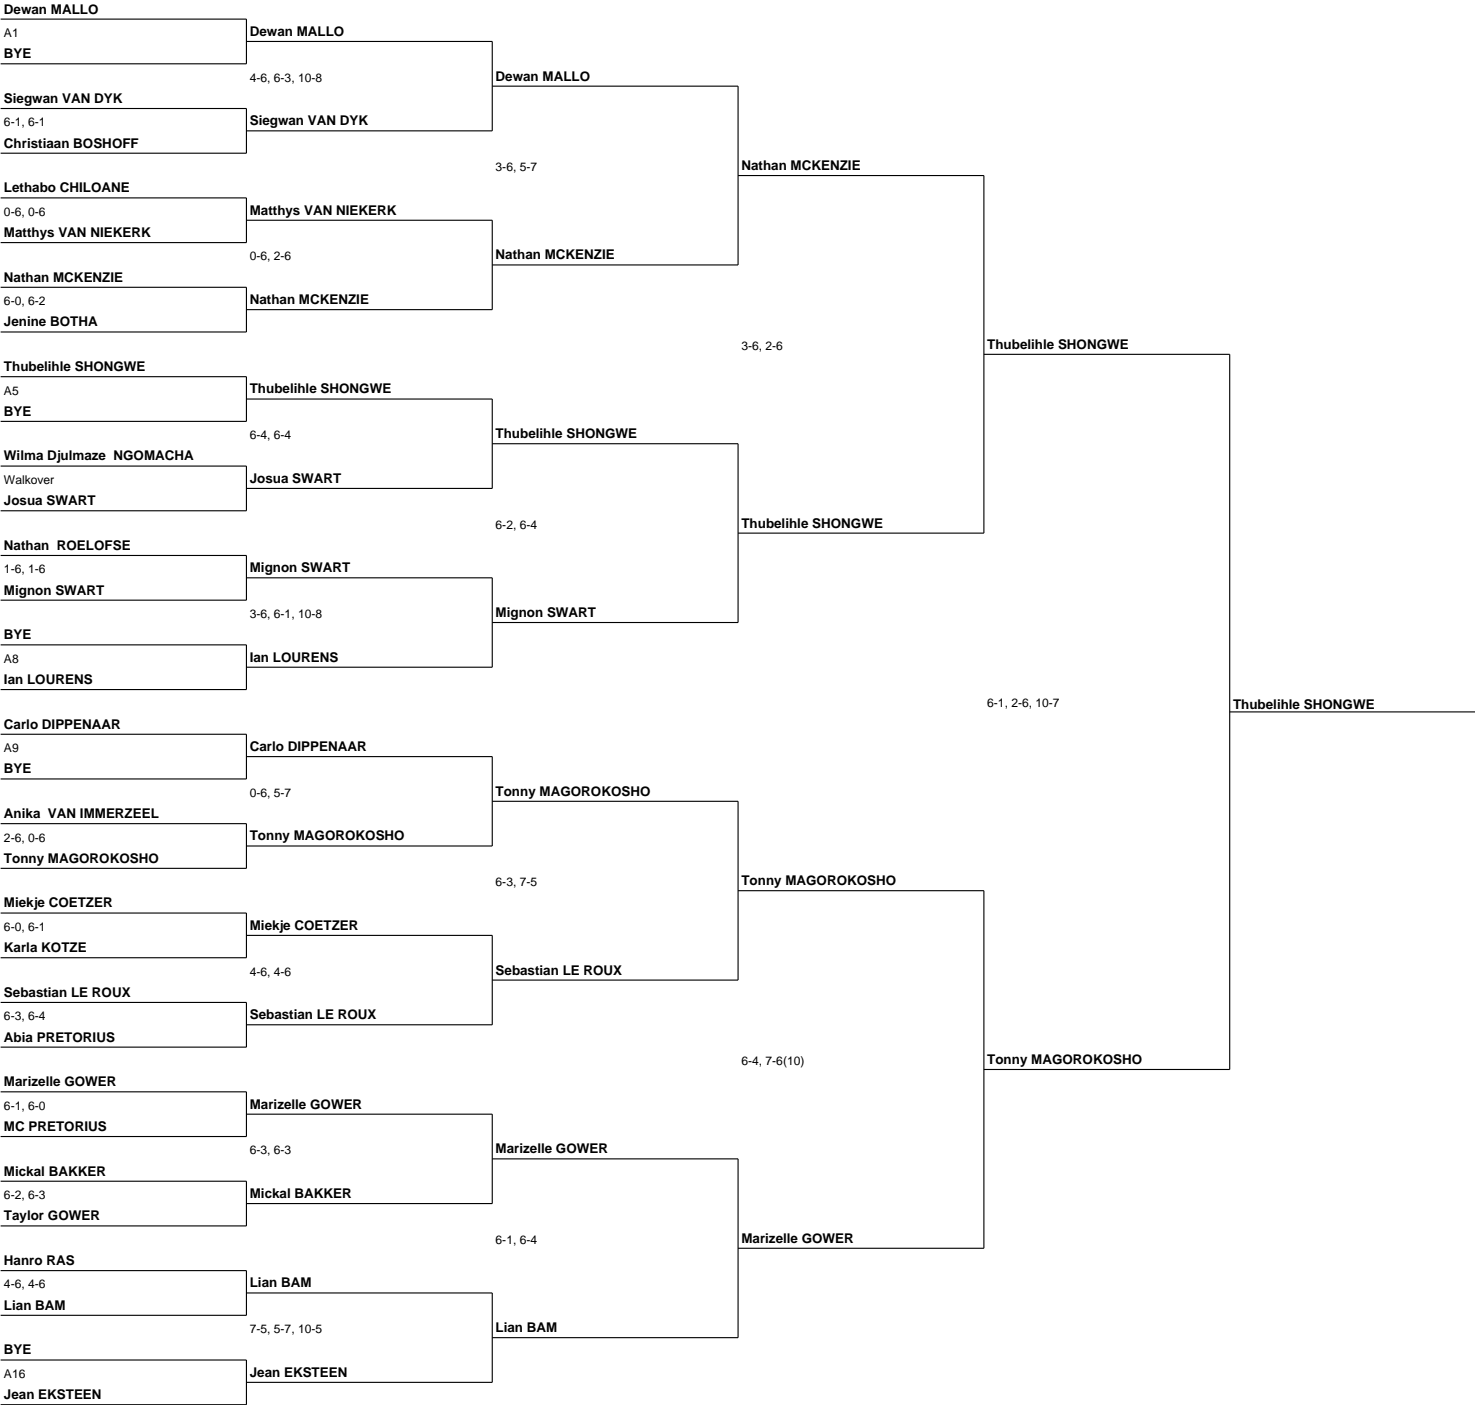 Dewan MALLO
A1
BYE
Siegwan VAN DYK
6-1, 6-1
Christiaan BOSHOFF
Lethabo CHILOANE
0-6, 0-6
Matthys VAN NIEKERK
Nathan MCKENZIE
6-0, 6-2
Jenine BOTHA
Thubelihle SHONGWE
A5
BYE
Wilma Djulmaze  NGOMACHA
Walkover
Josua SWART
Nathan  ROELOFSE
1-6, 1-6
Mignon SWART
BYE
A8
Ian LOURENS
Carlo DIPPENAAR
A9
BYE
Anika  VAN IMMERZEEL
2-6, 0-6
Tonny MAGOROKOSHO
Miekje COETZER
6-0, 6-1
Karla KOTZE
Sebastian LE ROUX
6-3, 6-4
Abia PRETORIUS
Marizelle GOWER
6-1, 6-0
MC PRETORIUS
Mickal BAKKER
6-2, 6-3
Taylor GOWER
Hanro RAS
4-6, 4-6
Lian BAM
BYE
A16
Jean EKSTEEN
Dewan MALLO
4-6, 6-3, 10-8
Siegwan VAN DYK
Matthys VAN NIEKERK
0-6, 2-6
Nathan MCKENZIE
Thubelihle SHONGWE
6-4, 6-4
Josua SWART
Mignon SWART
3-6, 6-1, 10-8
Ian LOURENS
Carlo DIPPENAAR
0-6, 5-7
Tonny MAGOROKOSHO
Miekje COETZER
4-6, 4-6
Sebastian LE ROUX
Marizelle GOWER
6-3, 6-3
Mickal BAKKER
Lian BAM
7-5, 5-7, 10-5
Jean EKSTEEN
Dewan MALLO
3-6, 5-7
Nathan MCKENZIE
Thubelihle SHONGWE
6-2, 6-4
Mignon SWART
Tonny MAGOROKOSHO
6-3, 7-5
Sebastian LE ROUX
Marizelle GOWER
6-1, 6-4
Lian BAM
Nathan MCKENZIE
3-6, 2-6
Thubelihle SHONGWE
Tonny MAGOROKOSHO
6-4, 7-6(10)
Marizelle GOWER
Thubelihle SHONGWE
6-1, 2-6, 10-7
Tonny MAGOROKOSHO
Thubelihle SHONGWE